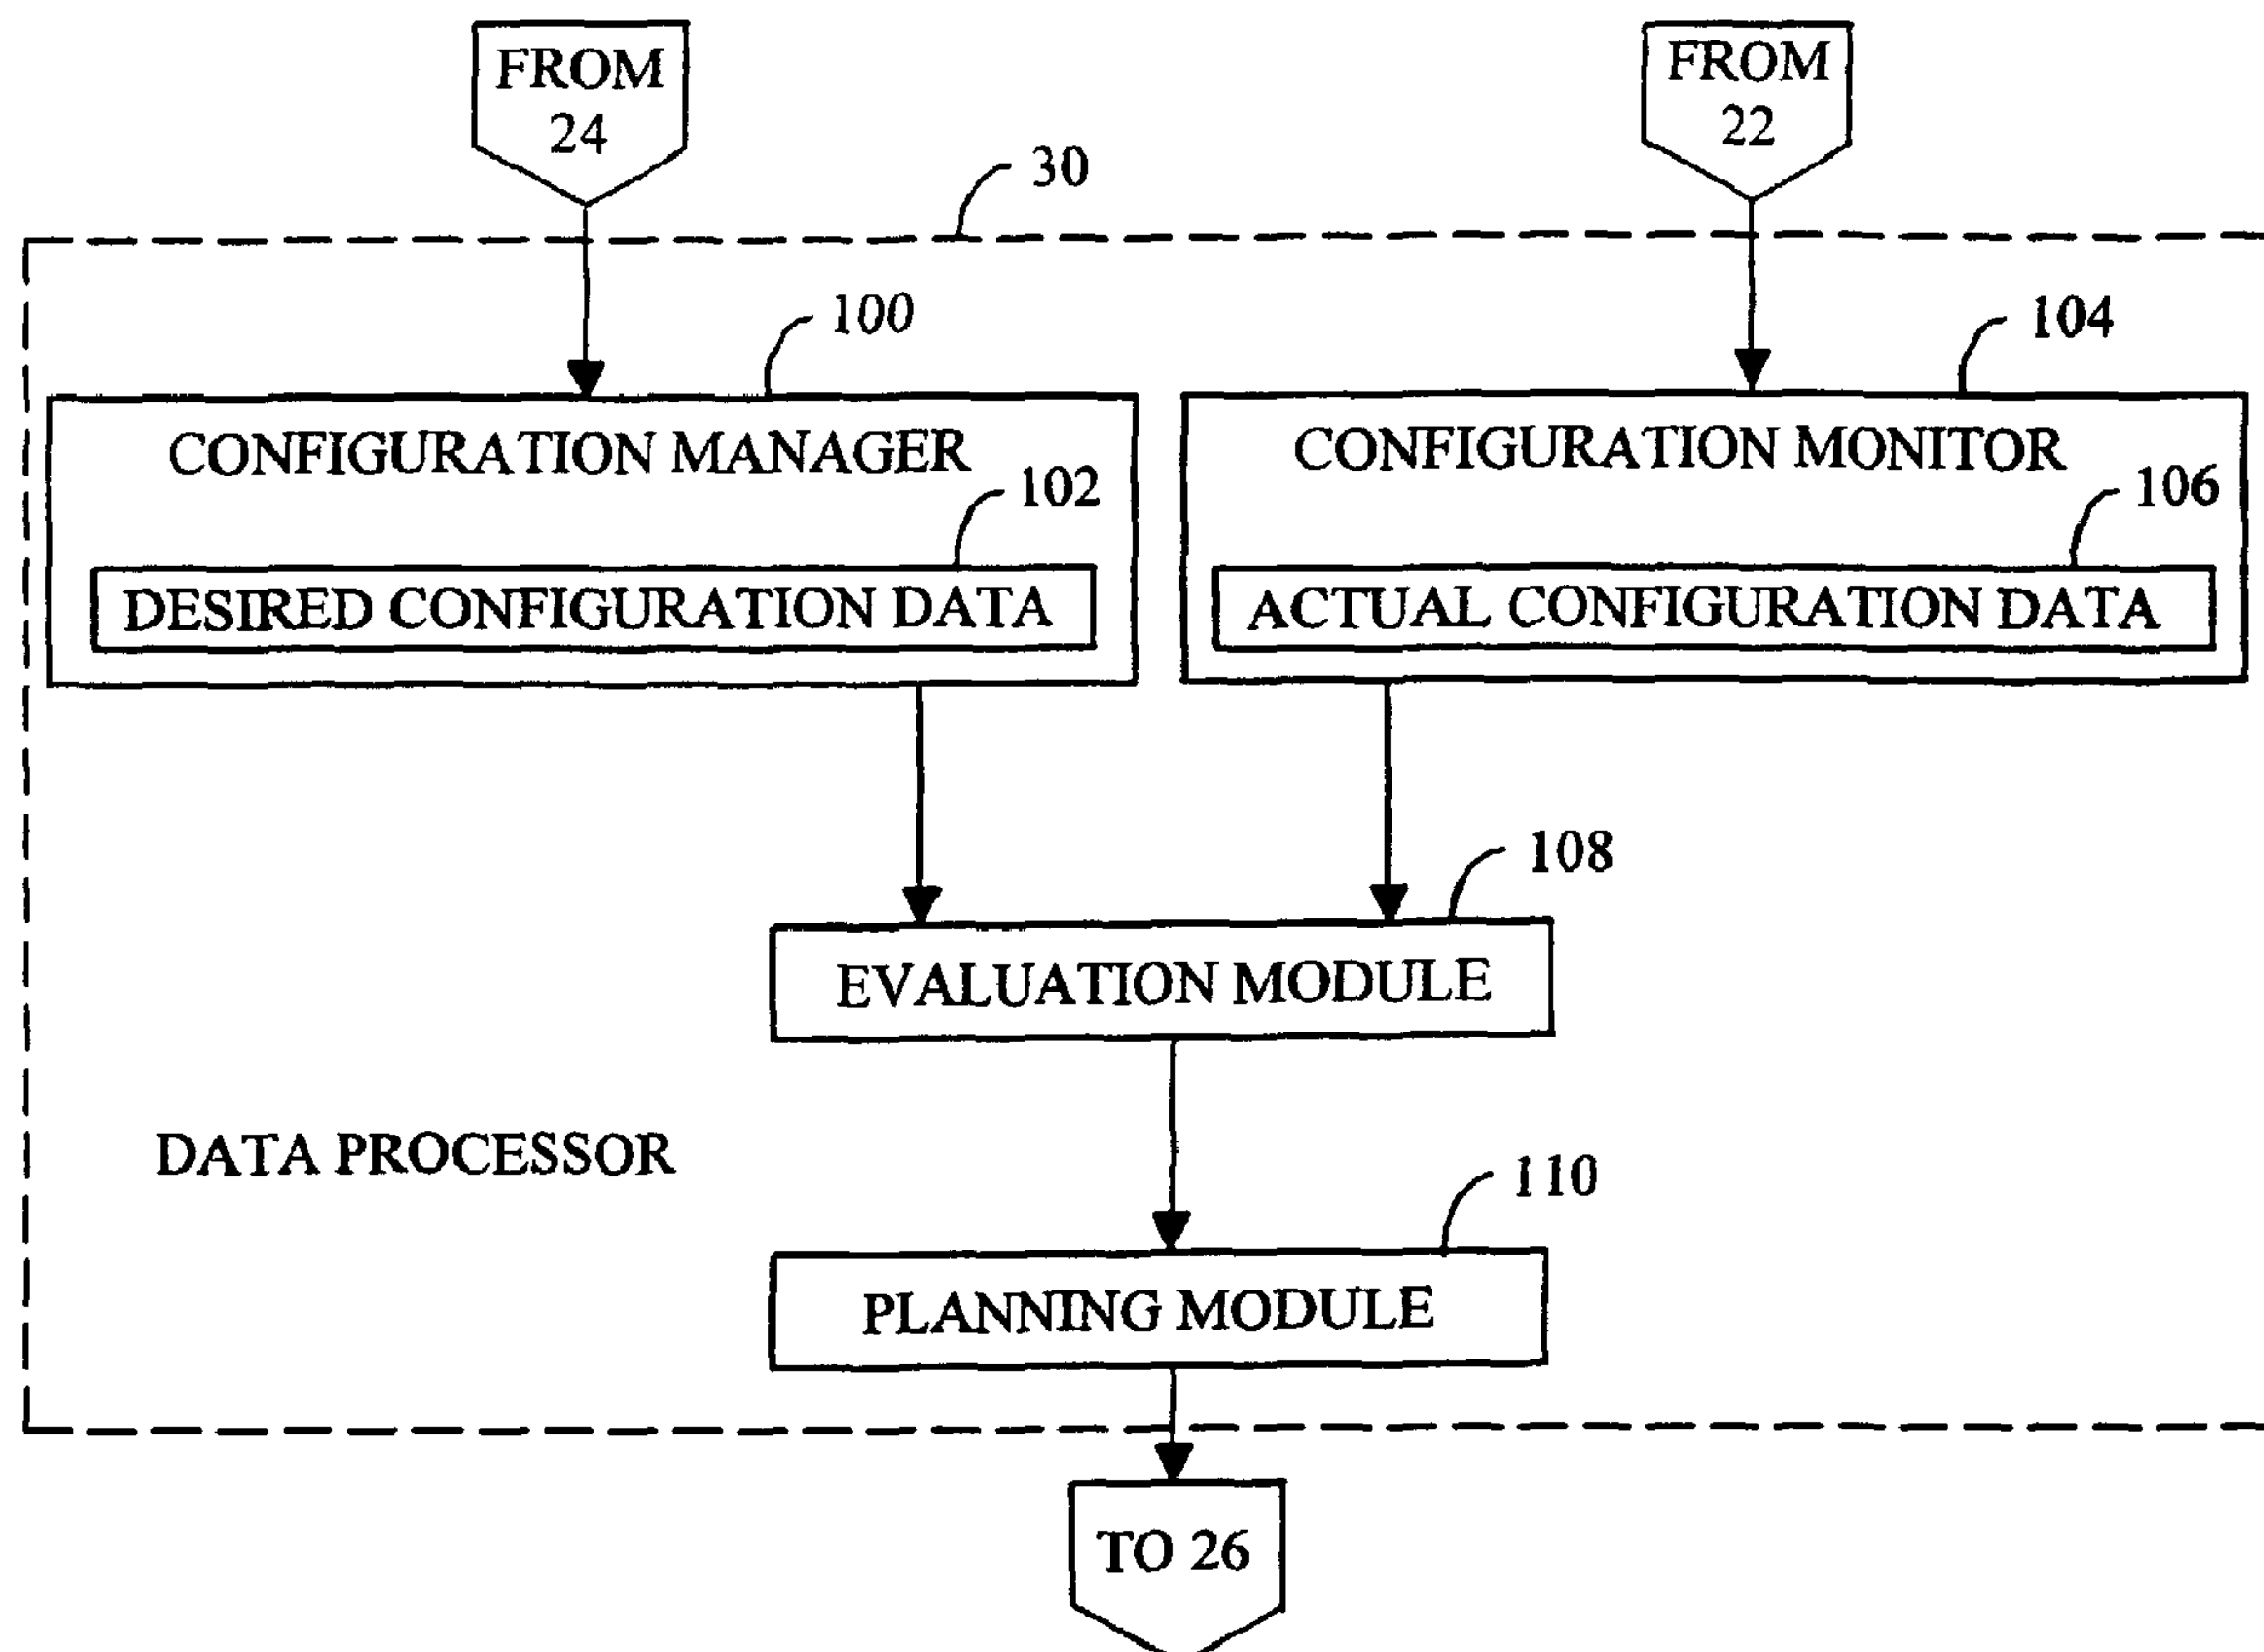 FROM
24
FROM
22
30
100
104
CONFIGURATION MANAGER
CONFIGURATION MONITOR
102
106
DESIRED CONFIGURATION DATA
ACTUAL CONFIGURATION DATA
108
EVALUATION MODULE
DATA PROCESSOR
110
PLANNING MODULE
TO 26